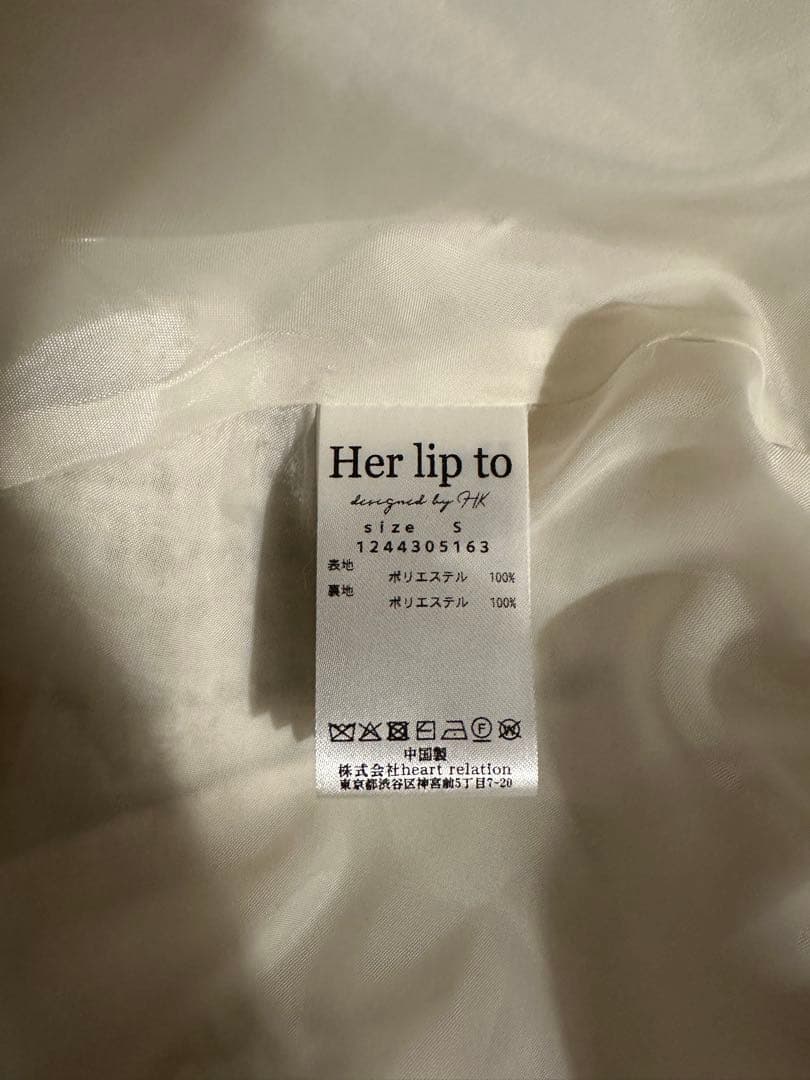 Her lip to
designed by HK
size S
1244305163
表地
ポリエステル 100%
裏地
ポリエステル 100%
中国製
株式会社heart relation
東京都渋谷区神宮前5丁目7-20